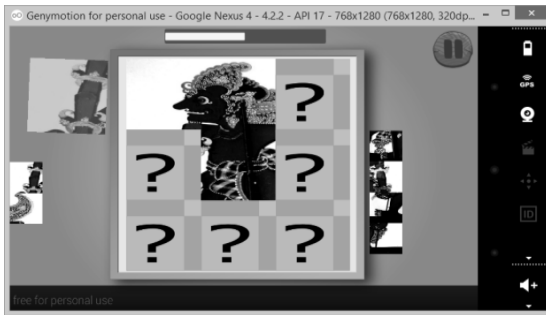 Genymotion for personal use - Google Nexus 4 - 4.2.2 - API 17 - 768x1280 (768x1280, 320dp...
GPS
?
? ?
? ? ?
ID
free for personal use